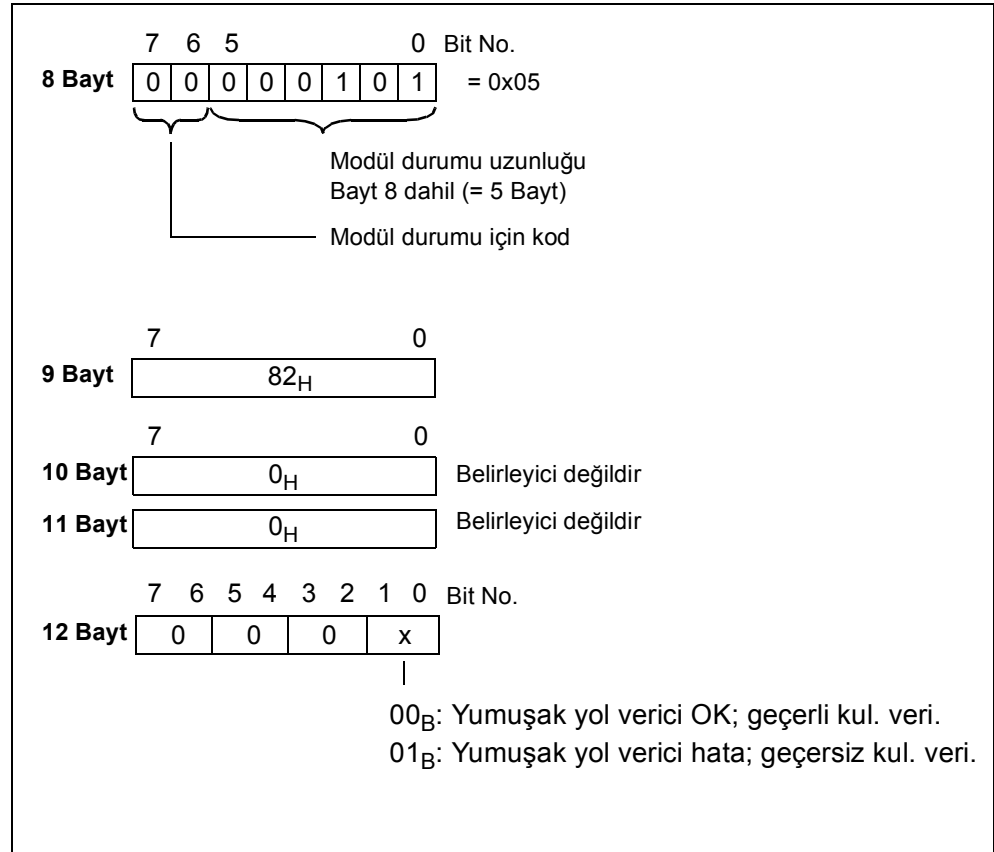 7 6 5 0 Bit No.
8 Bayt 0 0 0 0 0 1 0 1 = 0x05
Modül durumu uzunluğu
Bayt 8 dahil (= 5 Bayt)
Modül durumu için kod
7 0
9 Bayt 82H
7 0
10 Bayt 0H Belirleyici değildir
11 Bayt 0H Belirleyici değildir
7 6 5 4 3 2 1 0 Bit No.
12 Bayt 0 0 0 x
00B: Yumuşak yol verici OK; geçerli kul. veri.
01B: Yumuşak yol verici hata; geçersiz kul. veri.